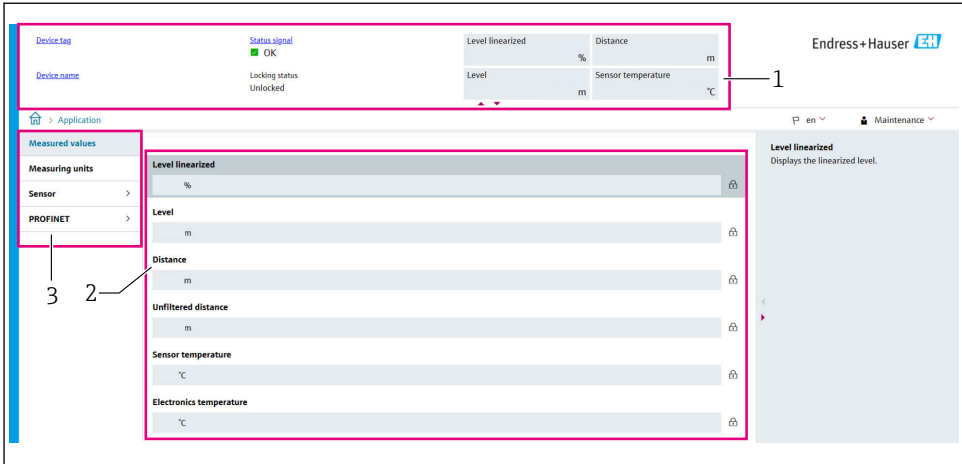 Device tag
Status signal
OK
Level linearized
%
Distance
m
Endress+Hauser EH
Device name
Locking status
Unlocked
Level
m
Sensor temperature
°C
1
> Application
en
Maintenance
Measured values
Measuring units
Sensor >
PROFINET >
3
2
Level linearized
%
Level
m
Distance
m
Unfiltered distance
m
Sensor temperature
°C
Electronics temperature
°C
Level linearized
Displays the linearized level.